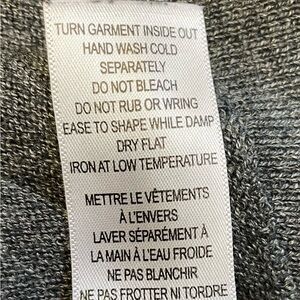 TURN GARMENT INSIDE OUT
HAND WASH COLD
SEPARATELY
DO NOT BLEACH
DO NOT RUB OR WRING
EASE TO SHAPE WHILE DAMP
DRY FLAT
IRON AT LOW TEMPERATURE
METTRE LE VÊTEMENTS
À L'ENVERS
LAVER SÉPARÉMENT À
LA MAIN À L'EAU FROIDE
NE PAS BLANCHIR
NE PAS FROTTER NI TORDRE